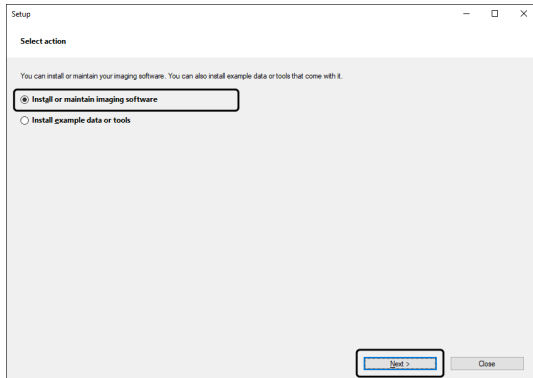 Setup
Select action
You can install or maintain your imaging software. You can also install example data or tools that come with it.
Install or maintain imaging software
Install example data or tools
Next >
Close